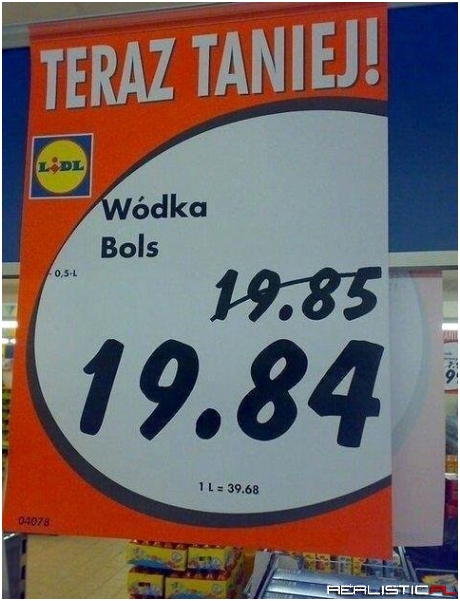 TERAZ TANIEJ!
LIDL
Wódka
Bols
- 0,5-L
19.85
19.84
1 L = 39.68
04078
REALISTIC.PL